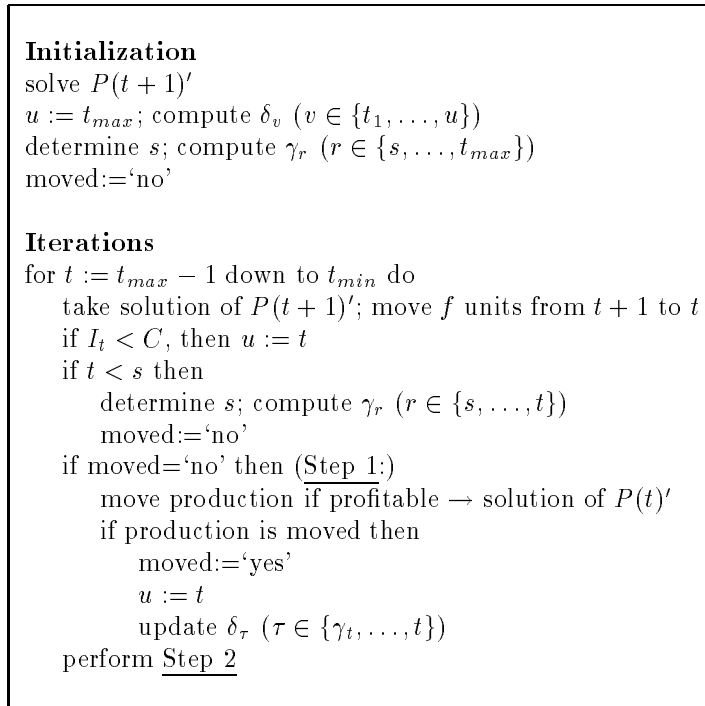 Initialization
solve P(t + 1)′
u := t_max; compute δ_v (v ∈ {t_1, . . . , u})
determine s; compute γ_r (r ∈ {s, . . . , t_max})
moved:=‘no’
Iterations
for t := t_max − 1 down to t_min do
take solution of P(t + 1)′; move f units from t + 1 to t
if I_t < C, then u := t
if t < s then
determine s; compute γ_r (r ∈ {s, . . . , t})
moved:=‘no’
if moved=‘no’ then (Step 1:)
move production if profitable → solution of P(t)′
if production is moved then
moved:=‘yes’
u := t
update δ_τ (τ ∈ {γ_t, . . . , t})
perform Step 2